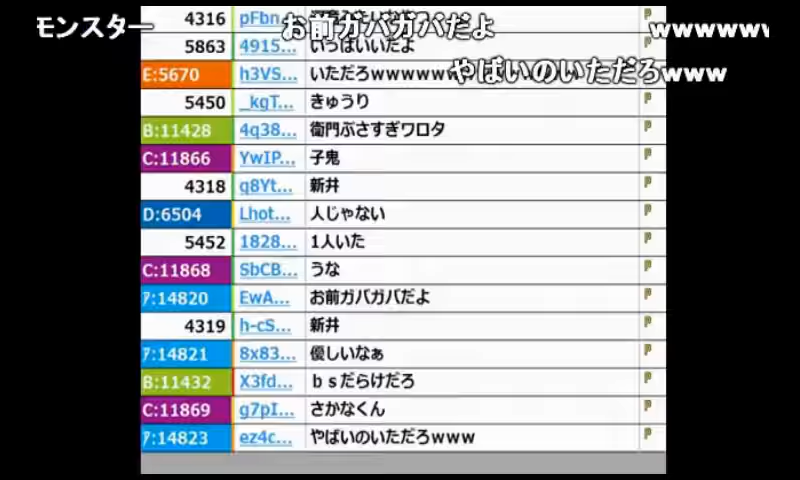 モンスター お前ガバガバだよ wwwwww
4316 pFbn...
5863 4915... いっぱいいたよ
やばいのいただろwww
E:5670 h3VS... いただろwwwwww
5450 _kgT... きゅうり
B:11428 4q38... 衛門ぶさすぎワロタ
C:11866 YwIP... 子鬼
4318 q8Yt... 新井
D:6504 Lhot... 人じゃない
5452 1828... 1人いた
C:11868 SbCB... うな
ｱ:14820 EwA... お前ガバガバだよ
4319 h-cS... 新井
ｱ:14821 8x83... 優しいなぁ
B:11432 X3fd... ｂｓだらけだろ
C:11869 g7pI... さかなくん
ｱ:14823 ez4c... やばいのいただろwww